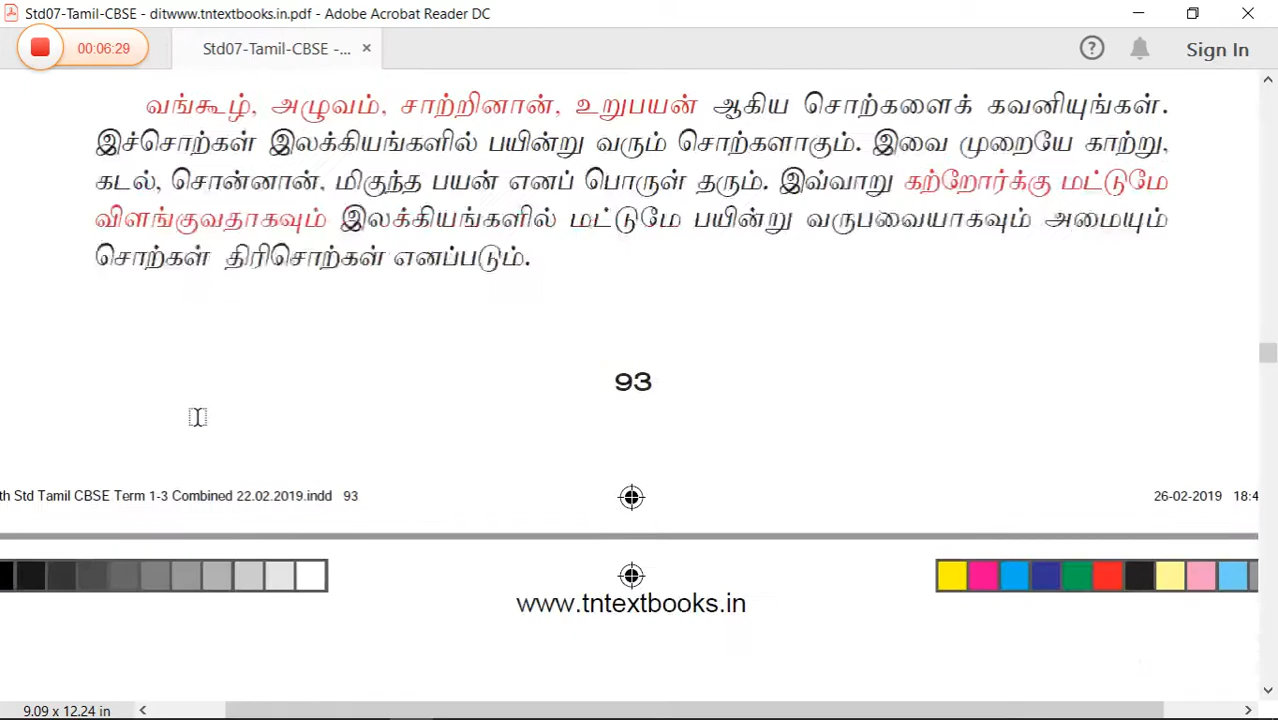 Std07-Tamil-CBSE - ditwww.tntextbooks.in.pdf - Adobe Acrobat Reader DC
00:06:29
Std07-Tamil-CBSE -...
Sign In
வங்கூழ், அழுவம், சாற்றினான், உறுபயன் ஆகிய சொற்களைக் கவனியுங்கள்.
இச்சொற்கள் இலக்கியங்களில் பயின்று வரும் சொற்களாகும். இவை முறையே காற்று,
கடல், சொன்னான், மிகுந்த பயன் எனப் பொருள் தரும். இவ்வாறு கற்றோர்க்கு மட்டுமே
விளங்குவதாகவும் இலக்கியங்களில் மட்டுமே பயின்று வருபவையாகவும் அமையும்
சொற்கள் திரிசொற்கள் எனப்படும்.
93
th Std Tamil CBSE Term 1-3 Combined 22.02.2019.indd 93
26-02-2019 18:4
www.tntextbooks.in
9.09 x 12.24 in